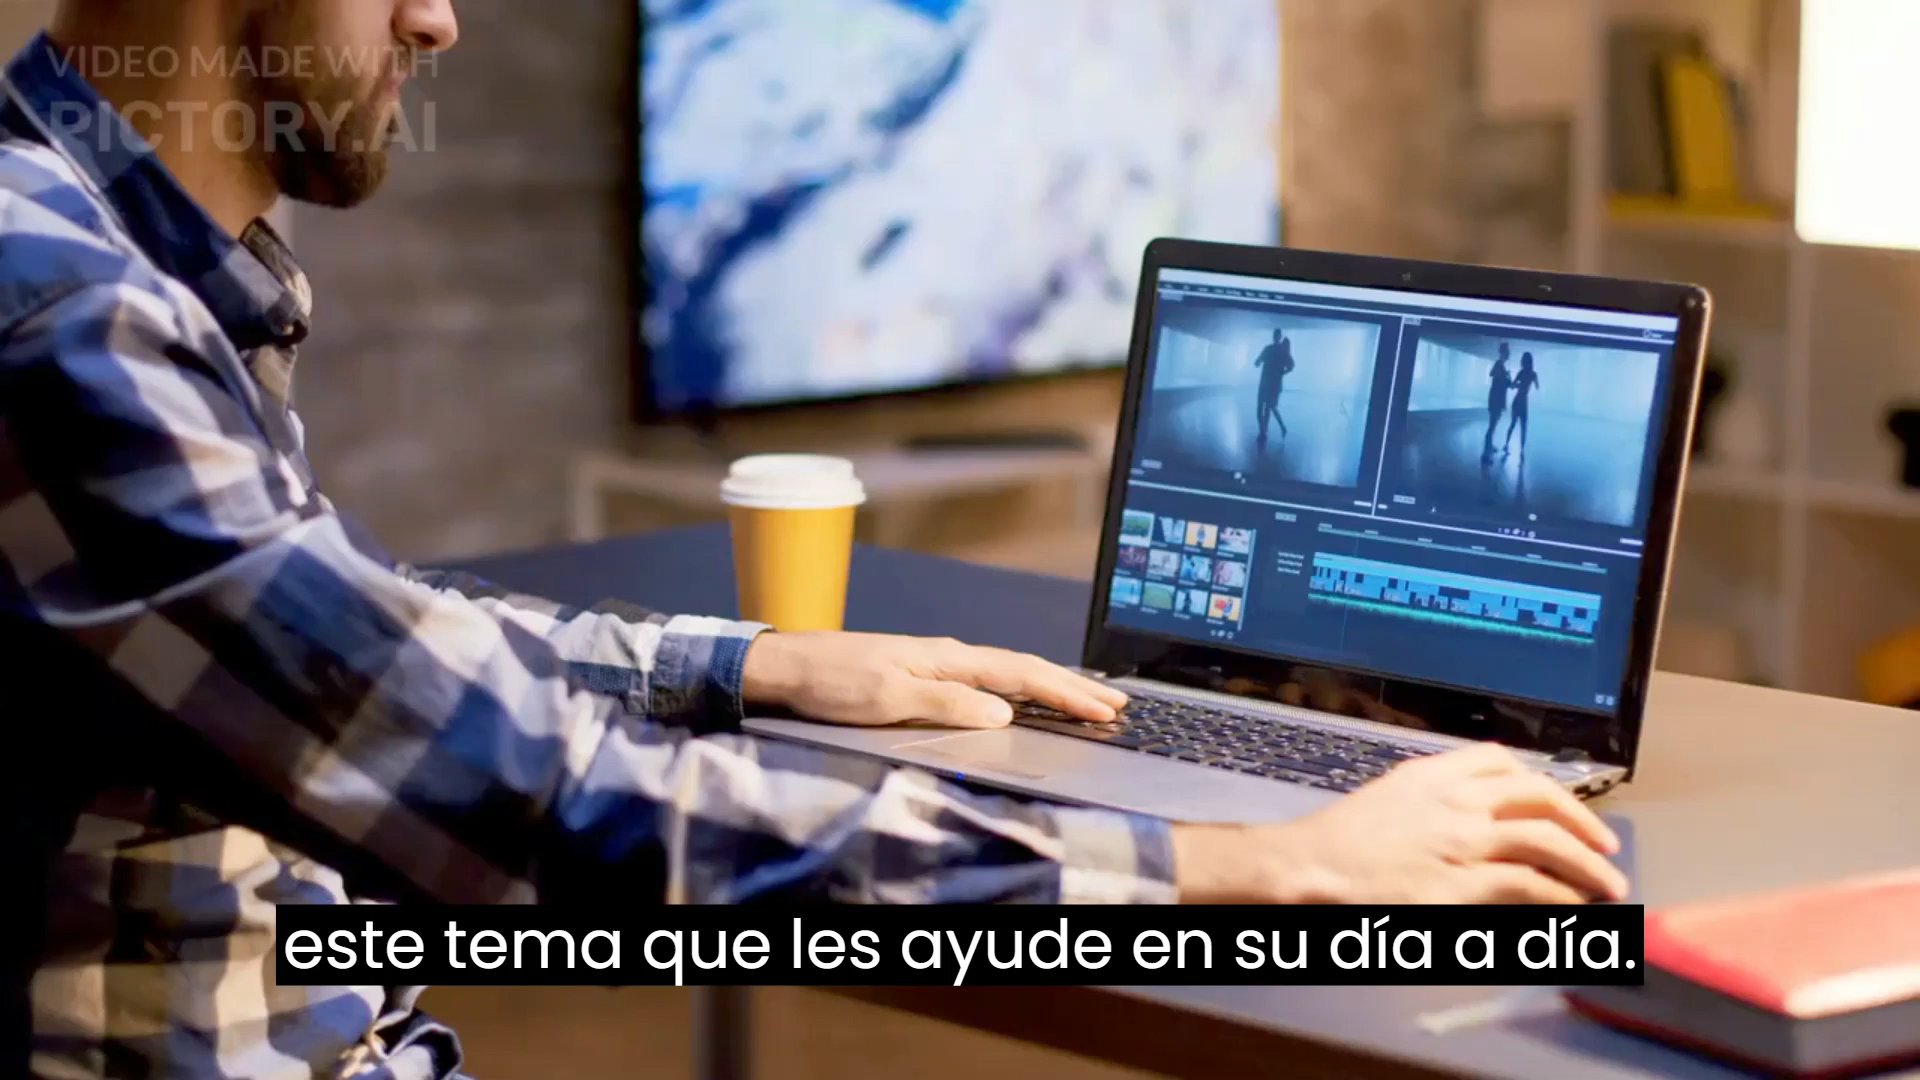 VIDEO MADE WITH
PICTORY.AI
este tema que les ayude en su día a día.